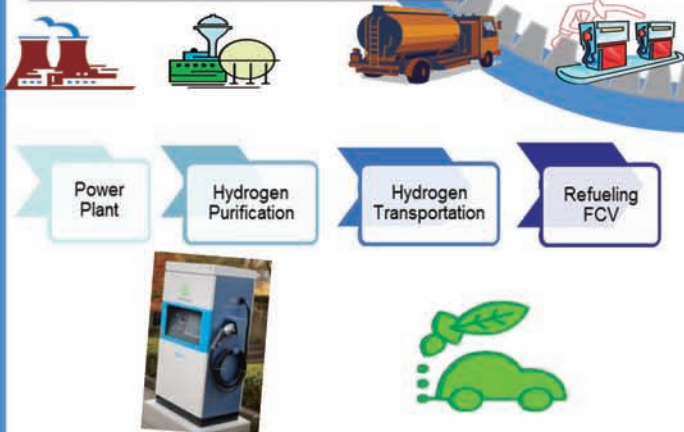 Power
Plant
Hydrogen
Purification
Hydrogen
Transportation
Refueling
FCV